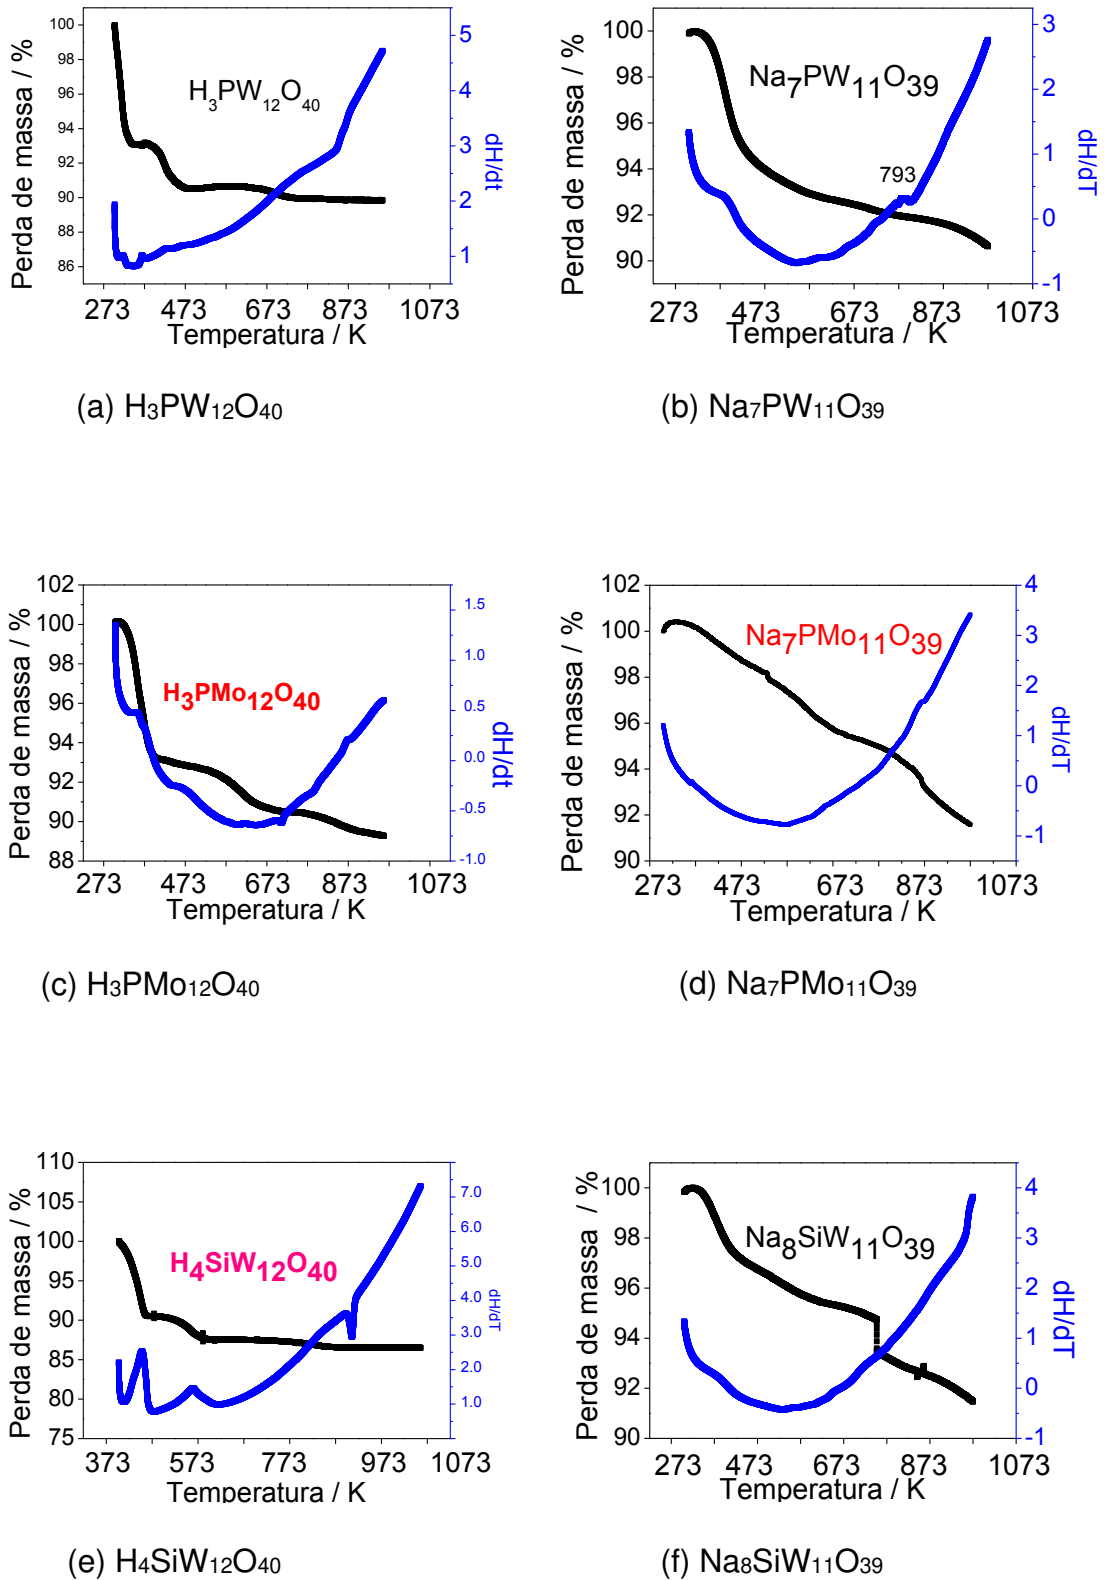 Perda de massa / %
100
98
96
94
92
90
88
86
H₃PW₁₂O₄₀
5
4
3
2
1
dH/dt
273 473 673 873 1073
Temperatura / K
(a) H₃PW₁₂O₄₀
Perda de massa / %
100
98
96
94
92
90
Na₇PW₁₁O₃₉
793
3
2
1
0
-1
dH/dT
273 473 673 873 1073
Temperatura / K
(b) Na₇PW₁₁O₃₉
Perda de massa / %
102
100
98
96
94
92
90
88
H₃PMo₁₂O₄₀
1.5
1.0
0.5
0.0
-0.5
-1.0
dH/dt
273 473 673 873 1073
Temperatura / K
(c) H₃PMo₁₂O₄₀
Perda de massa / %
102
100
98
96
94
92
90
Na₇PMo₁₁O₃₉
4
3
2
1
0
-1
dH/dT
273 473 673 873 1073
Temperatura / K
(d) Na₇PMo₁₁O₃₉
Perda de massa / %
110
105
100
95
90
85
80
75
H₄SiW₁₂O₄₀
7.0
6.0
5.0
4.0
3.0
2.0
1.0
dH/dT
373 573 773 973 1073
Temperatura / K
(e) H₄SiW₁₂O₄₀
Perda de massa / %
100
98
96
94
92
90
Na₈SiW₁₁O₃₉
4
3
2
1
0
-1
dH/dT
273 473 673 873 1073
Temperatura / K
(f) Na₈SiW₁₁O₃₉